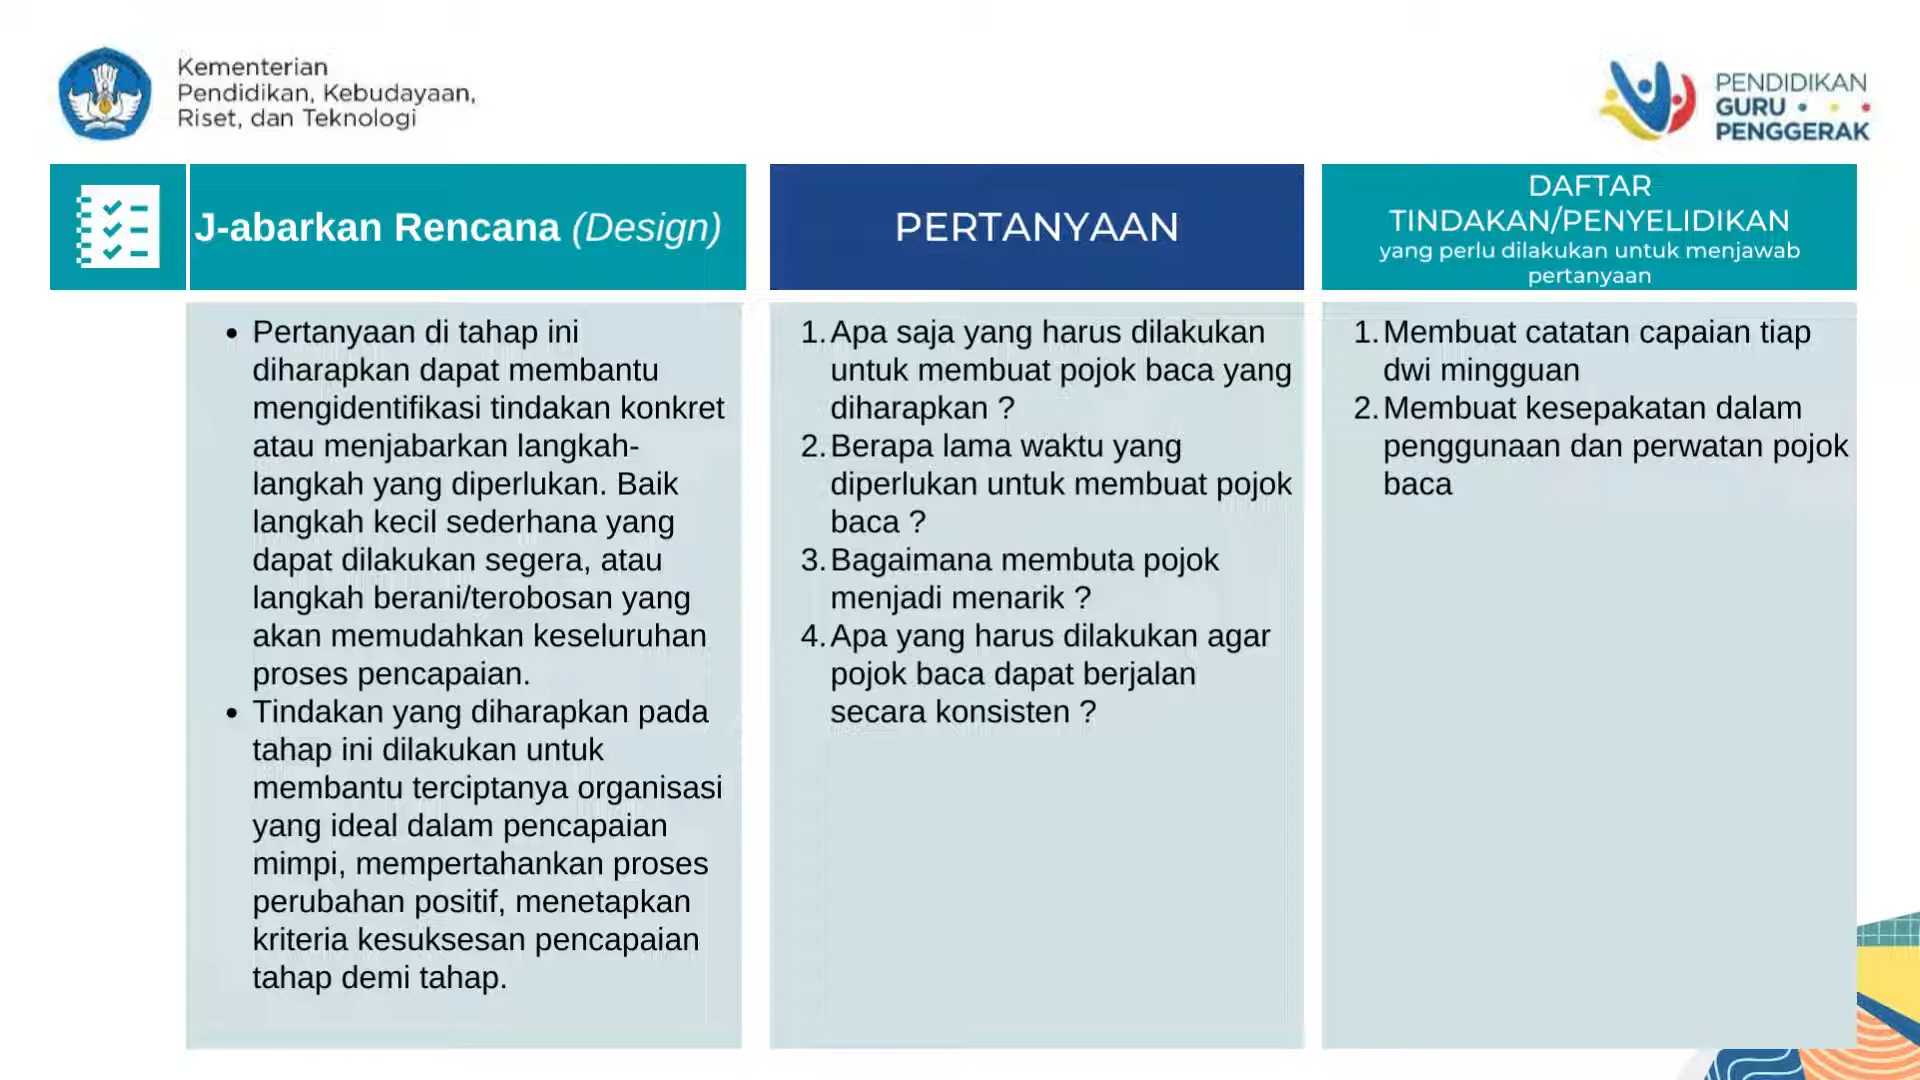 Kementerian
Pendidikan, Kebudayaan,
Riset, dan Teknologi
PENDIDIKAN
GURU
PENGGERAK
J-abarkan Rencana (Design)
PERTANYAAN
DAFTAR
TINDAKAN/PENYELIDIKAN
yang perlu dilakukan untuk menjawab
pertanyaan
• Pertanyaan di tahap ini
diharapkan dapat membantu
mengidentifikasi tindakan konkret
atau menjabarkan langkah-
langkah yang diperlukan. Baik
langkah kecil sederhana yang
dapat dilakukan segera, atau
langkah berani/terobosan yang
akan memudahkan keseluruhan
proses pencapaian.
• Tindakan yang diharapkan pada
tahap ini dilakukan untuk
membantu terciptanya organisasi
yang ideal dalam pencapaian
mimpi, mempertahankan proses
perubahan positif, menetapkan
kriteria kesuksesan pencapaian
tahap demi tahap.
1. Apa saja yang harus dilakukan
untuk membuat pojok baca yang
diharapkan ?
2. Berapa lama waktu yang
diperlukan untuk membuat pojok
baca ?
3. Bagaimana membuta pojok
menjadi menarik ?
4. Apa yang harus dilakukan agar
pojok baca dapat berjalan
secara konsisten ?
1. Membuat catatan capaian tiap
dwi mingguan
2. Membuat kesepakatan dalam
penggunaan dan perwatan pojok
baca